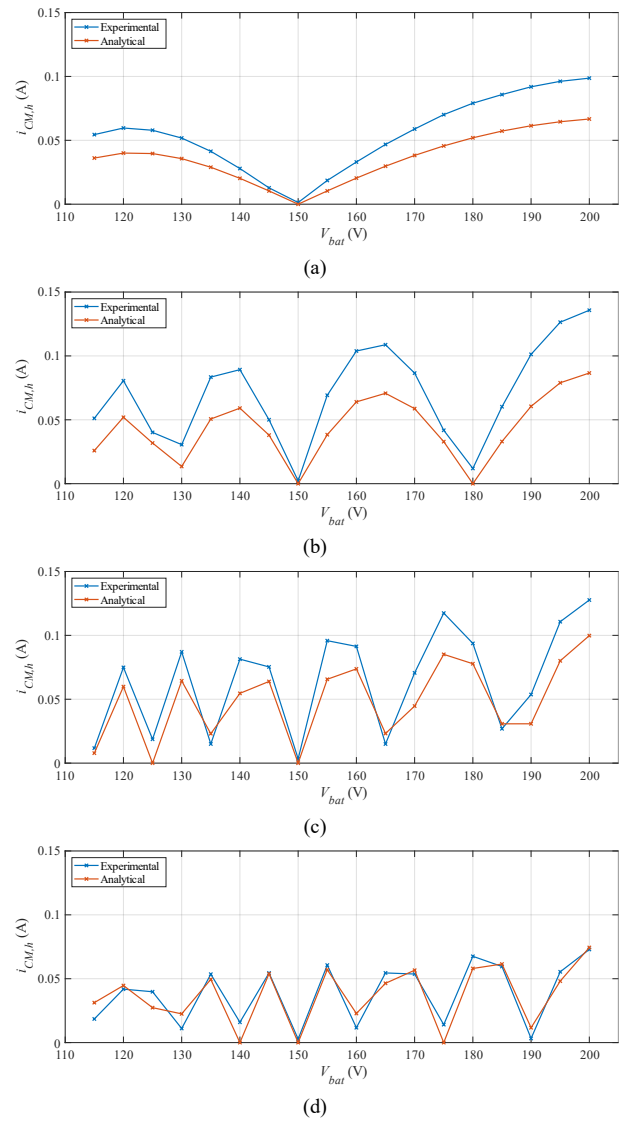 0.15
Experimental
Analytical
0.1
0.05
0
i_{CM,h} (A)
110 120 130 140 150 160 170 180 190 200
V_{bat} (V)
(a)
0.15
Experimental
Analytical
0.1
0.05
0
i_{CM,h} (A)
110 120 130 140 150 160 170 180 190 200
V_{bat} (V)
(b)
0.15
Experimental
Analytical
0.1
0.05
0
i_{CM,h} (A)
110 120 130 140 150 160 170 180 190 200
V_{bat} (V)
(c)
0.15
Experimental
Analytical
0.1
0.05
0
i_{CM,h} (A)
110 120 130 140 150 160 170 180 190 200
V_{bat} (V)
(d)